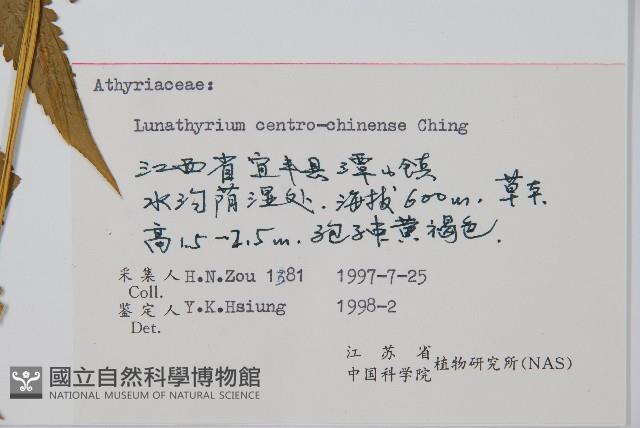 Athyriaceae:
Lunathyrium centro-chinense Ching
江西省宜丰县潭山镇
水沟荫湿处. 海拔600m. 草本
高1.5-2.5m. 孢子囊黄褐色.
采集人 H.N.Zou 1381 1997-7-25
Coll.
鉴定人 Y.K.Hsiung 1998-2
Det.
江苏省
中国科学院 植物研究所(NAS)
國立自然科學博物館
NATIONAL MUSEUM OF NATURAL SCIENCE